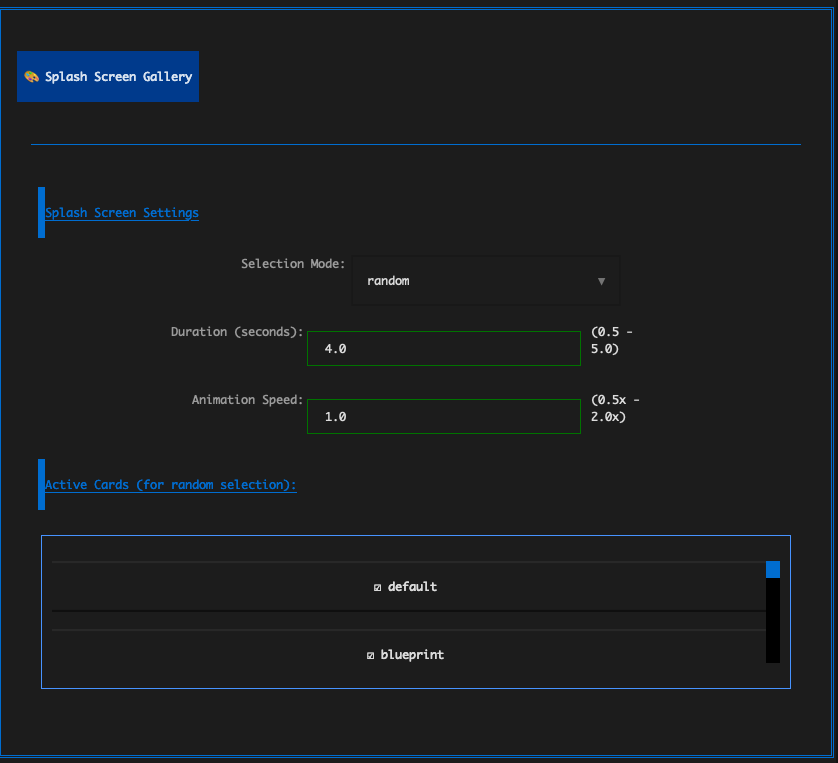 🎨 Splash Screen Gallery
Splash Screen Settings
Selection Mode:
random ▼
Duration (seconds):
4.0
(0.5 -
5.0)
Animation Speed:
1.0
(0.5x -
2.0x)
Active Cards (for random selection):
☑ default
☑ blueprint